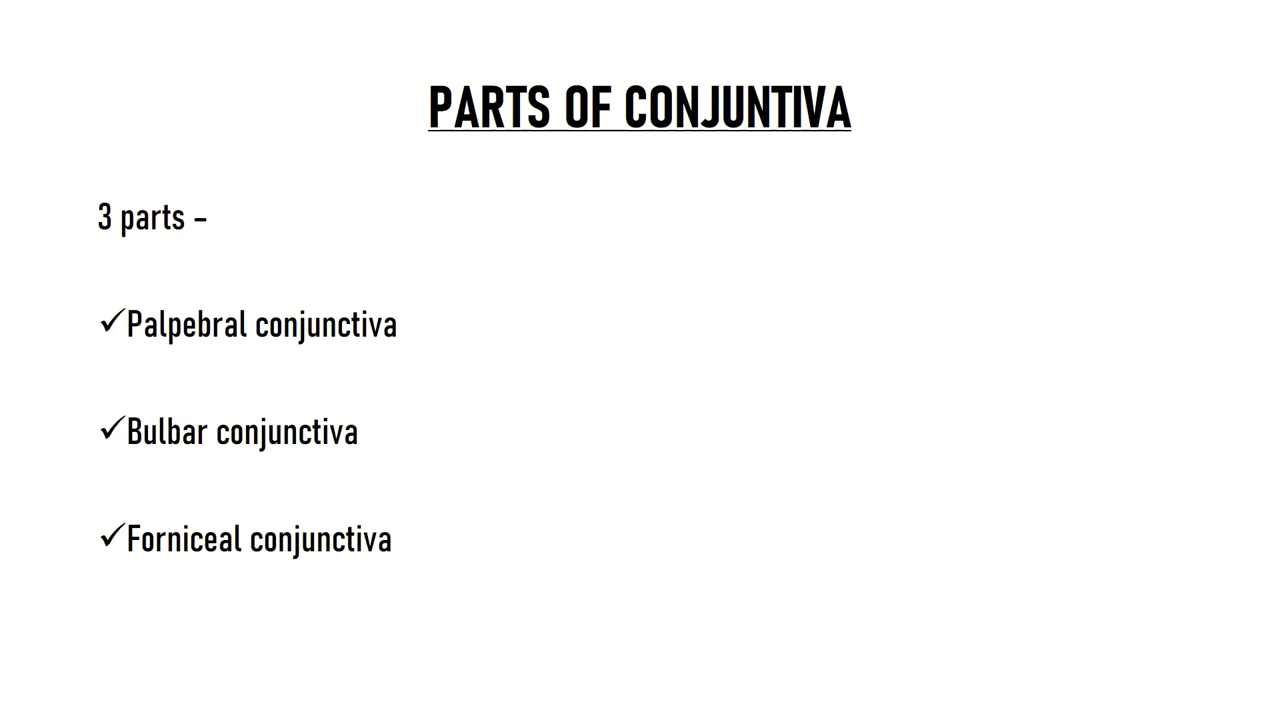 PARTS OF CONJUNTIVA
3 parts –
✓Palpebral conjunctiva
✓Bulbar conjunctiva
✓Forniceal conjunctiva